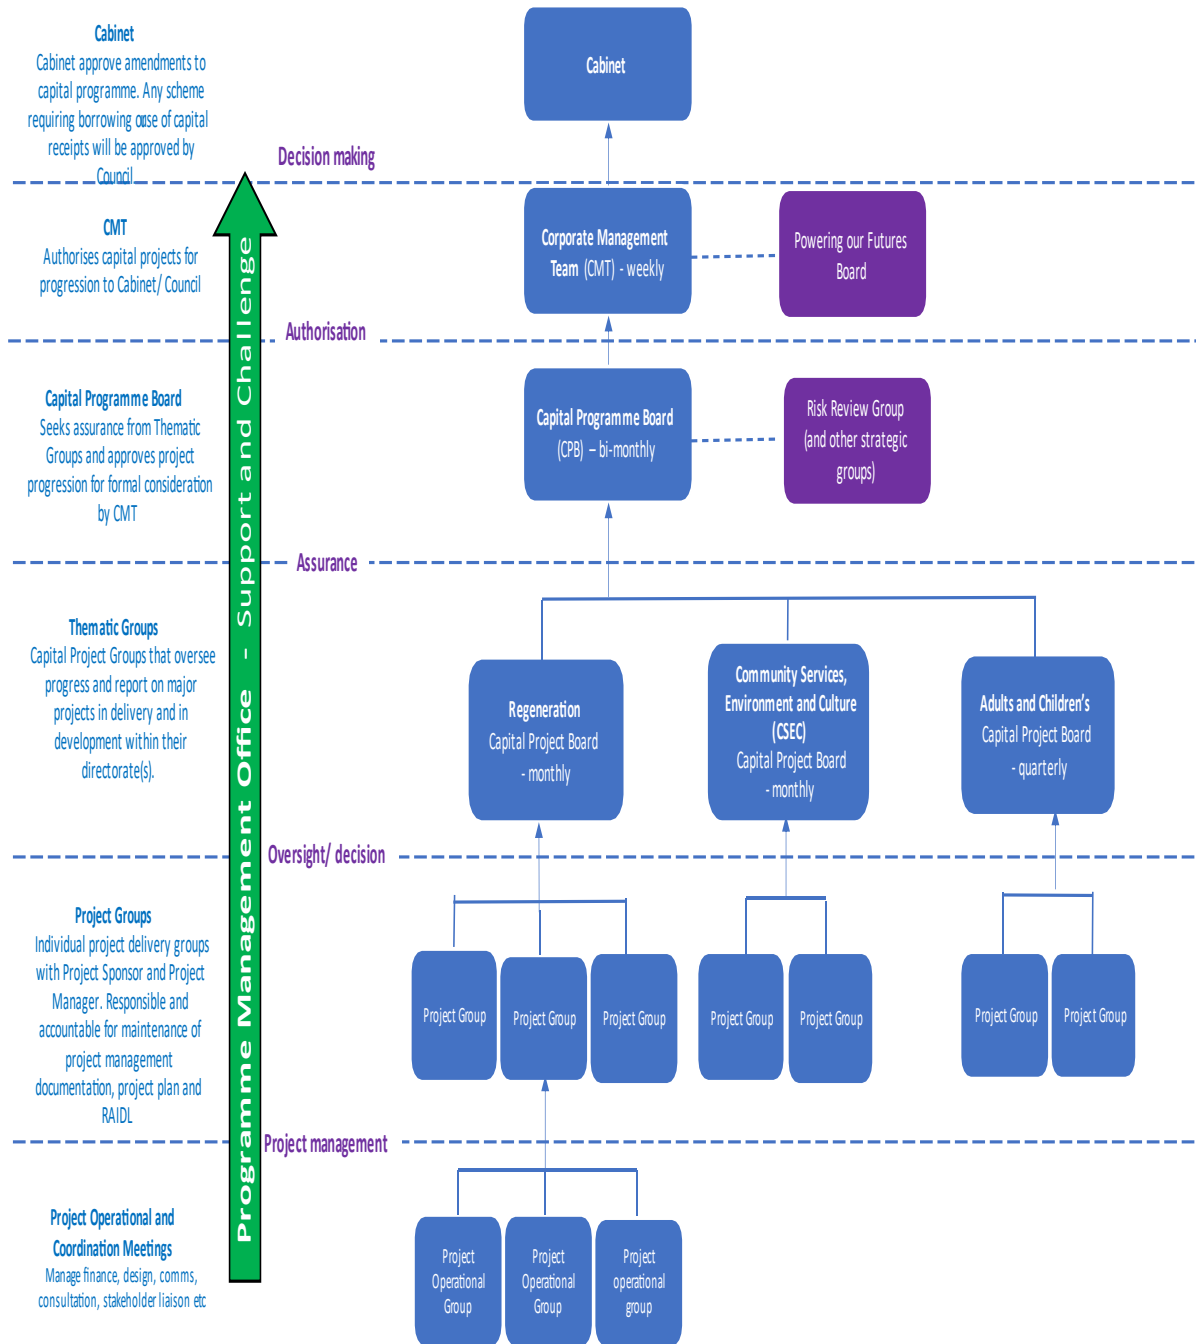 Cabinet
Cabinet approve amendments to
capital programme. Any scheme
requiring borrowing use of capital
receipts will be approved by
Council
Cabinet
Decision making
CMT
Authorises capital projects for
progression to Cabinet/ Council
Corporate Management
Team (CMT) - weekly
Powering our Futures
Board
Authorisation
Capital Programme Board
Seeks assurance from Thematic
Groups and approves project
progression for formal consideration
by CMT
Capital Programme Board
(CPB) – bi-monthly
Risk Review Group
(and other strategic
groups)
Assurance
Thematic Groups
Capital Project Groups that oversee
progress and report on major
projects in delivery and in
development within their
directorate(s).
Regeneration
Capital Project Board
- monthly
Community Services,
Environment and Culture
(CSEC)
Capital Project Board
- monthly
Adults and Children’s
Capital Project Board
- quarterly
Oversight/ decision
Project Groups
Individual project delivery groups
with Project Sponsor and Project
Manager. Responsible and
accountable for maintenance of
project management
documentation, project plan and
RAIDL
Project Group
Project Group
Project Group
Project Group
Project Group
Project Group
Project Group
Project management
Project Operational and
Coordination Meetings
Manage finance, design, comms,
consultation, stakeholder liaison etc
Project
Operational
Group
Project
Operational
Group
Project
operational
group
Programme Management Office - Support and Challenge